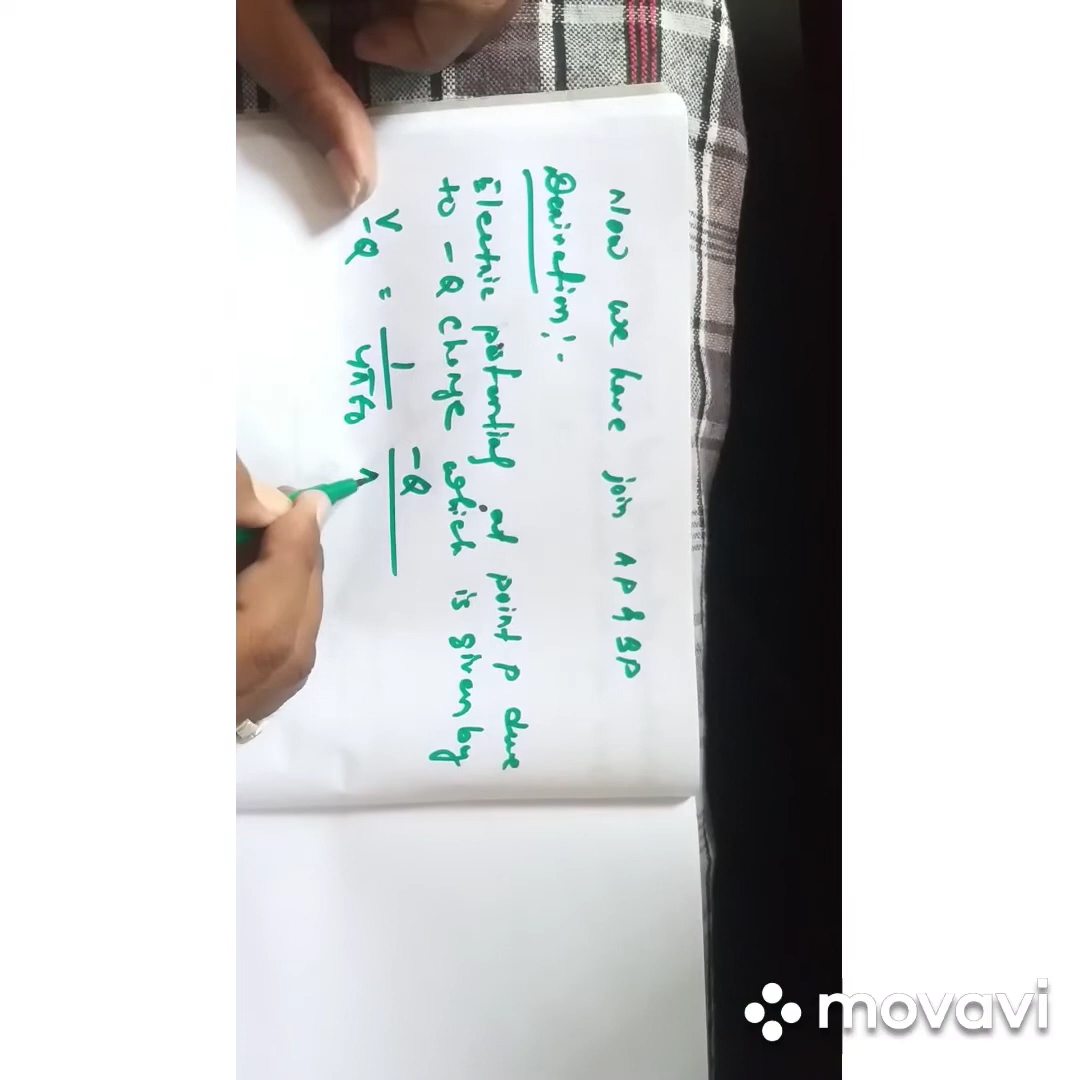 Now we have join AP & BP
Derivation:-
Electric potential at point P due
to -Q charge which is given by
V-Q = 1/4πϵ0 -Q/
movavi